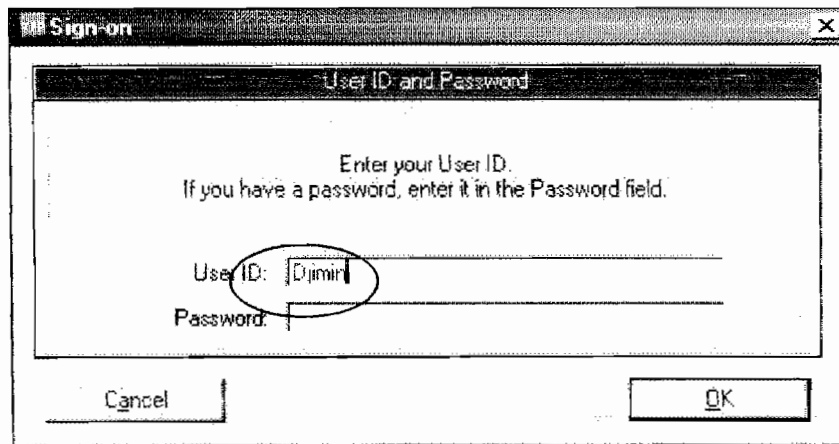 Sign-on
User ID and Password
Enter your User ID.
If you have a password, enter it in the Password field.
User ID: Djimin
Password:
Cancel
OK